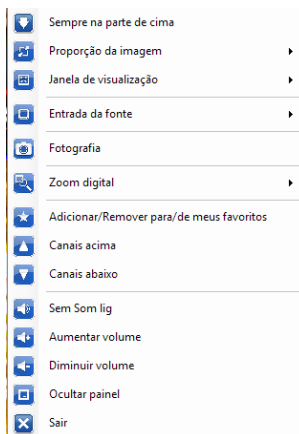 Sempre na parte de cima
Proporção da imagem
Janela de visualização
Entrada da fonte
Fotografia
Zoom digital
Adicionar/Remover para/de meus favoritos
Canais acima
Canais abaixo
Sem Som lig
Aumentar volume
Diminuir volume
Ocultar painel
Sair